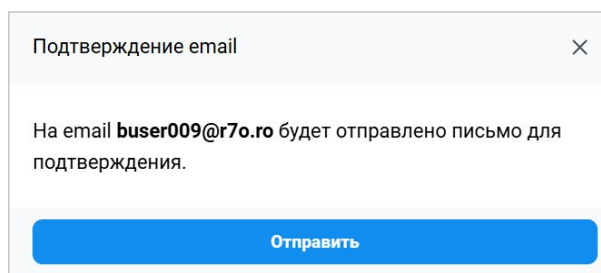 Подтверждение email
На email buser009@r7o.ro будет отправлено письмо для
подтверждения.
Отправить